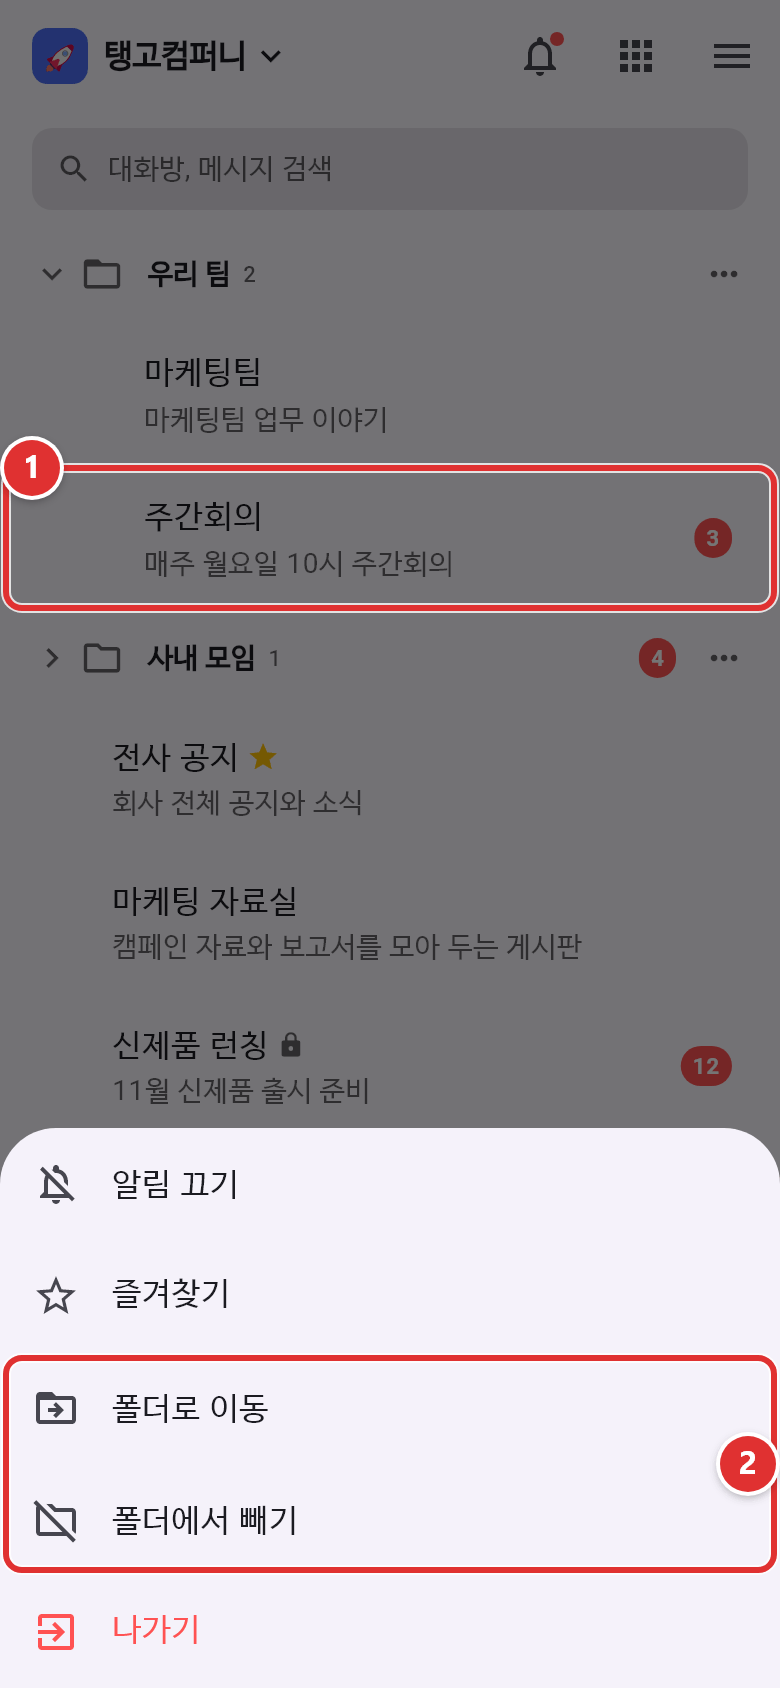 탱고컴퍼니
대화방, 메시지 검색
우리 팀 2
마케팅팀
마케팅팀 업무 이야기
1
주간회의
매주 월요일 10시 주간회의
3
사내 모임 1
4
전사 공지
회사 전체 공지와 소식
마케팅 자료실
캠페인 자료와 보고서를 모아 두는 게시판
신제품 런칭
11월 신제품 출시 준비
12
알림 끄기
즐겨찾기
폴더로 이동
2
폴더에서 빼기
나가기